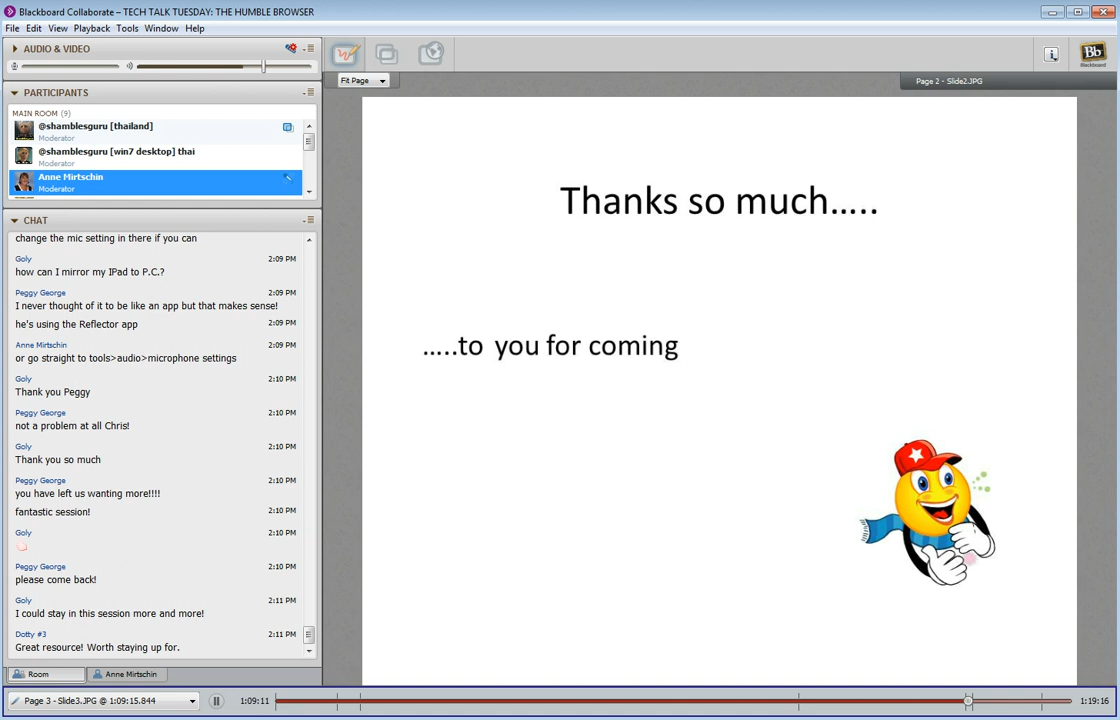 Blackboard Collaborate – TECH TALK TUESDAY: THE HUMBLE BROWSER
File Edit View Playback Tools Window Help
AUDIO & VIDEO
PARTICIPANTS
MAIN ROOM (9)
@shamblesguru [thailand]
Moderator
@shamblesguru [win7 desktop] thai
Moderator
Anne Mirtschin
Moderator
CHAT
change the mic setting in there if you can
Goly 2:09 PM
how can I mirror my IPad to P.C.?
Peggy George 2:09 PM
I never thought of it to be like an app but that makes sense!
he's using the Reflector app 2:09 PM
Anne Mirtschin 2:09 PM
or go straight to tools>audio>microphone settings
Goly 2:10 PM
Thank you Peggy
Peggy George 2:10 PM
not a problem at all Chris!
Goly 2:10 PM
Thank you so much
Peggy George 2:10 PM
you have left us wanting more!!!!
fantastic session! 2:10 PM
Goly 2:10 PM
Peggy George 2:10 PM
please come back!
Goly 2:11 PM
I could stay in this session more and more!
Dotty #3 2:11 PM
Great resource! Worth staying up for.
Room Anne Mirtschin
Fit Page
Page 2 - Slide2.JPG
Bb
Blackboard
Thanks so much…..
…..to you for coming
Page 3 - Slide3.JPG @ 1:09:15.844
1:09:11
1:19:16